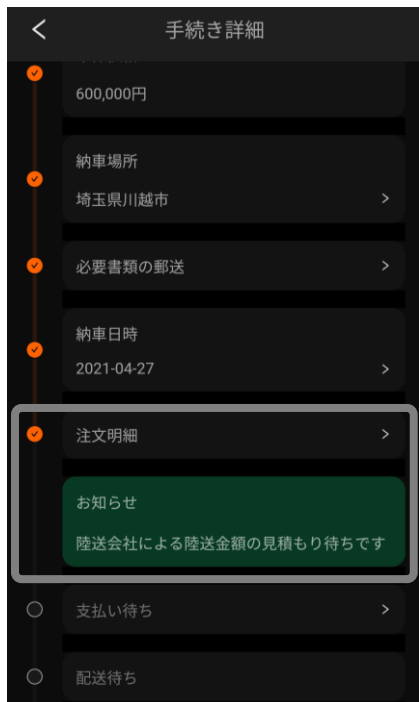 手続き詳細
600,000円
納車場所
埼玉県川越市
必要書類の郵送
納車日時
2021-04-27
注文明細
お知らせ
陸送会社による陸送金額の見積もり待ちです
支払い待ち
配送待ち